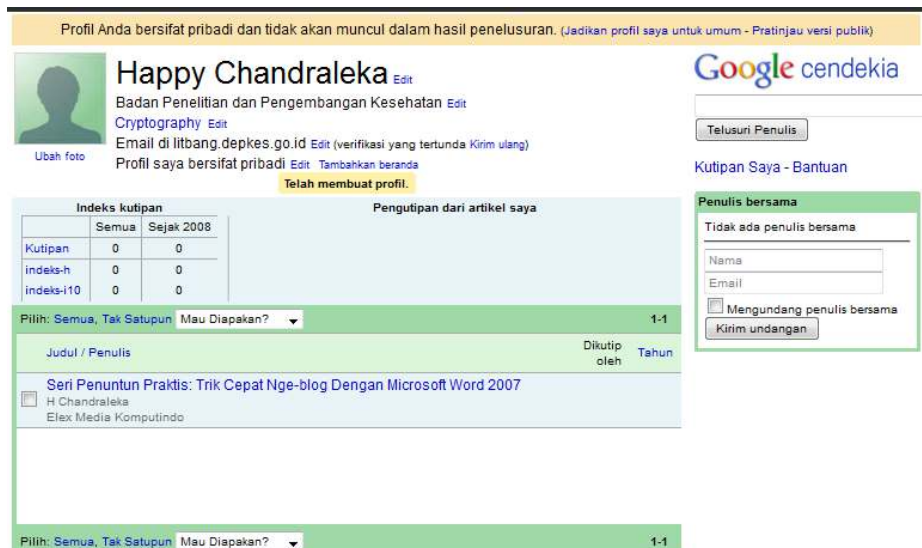 Profil Anda bersifat pribadi dan tidak akan muncul dalam hasil penelusuran. (Jadikan profil saya untuk umum - Pratinjau versi publik)
Happy Chandraleka Edit
Badan Penelitian dan Pengembangan Kesehatan Edit
Cryptography Edit
Email di litbang.depkes.go.id Edit (verifikasi yang tertunda Kirim ulang)
Profil saya bersifat pribadi Edit Tambahkan beranda
Ubah foto
Telah membuat profil.
Indeks kutipan
Semua Sejak 2008
Kutipan 0 0
indeks-h 0 0
indeks-i10 0 0
Pengutipan dari artikel saya
Pilih: Semua, Tak Satupun Mau Diapakan? 1-1
Judul / Penulis Dikutip oleh Tahun
Seri Penuntun Praktis: Trik Cepat Nge-blog Dengan Microsoft Word 2007
H Chandraleka
Elex Media Komputindo
Pilih: Semua, Tak Satupun Mau Diapakan? 1-1
Google cendekia
Telusuri Penulis
Kutipan Saya - Bantuan
Penulis bersama
Tidak ada penulis bersama
Nama
Email
Mengundang penulis bersama
Kirim undangan